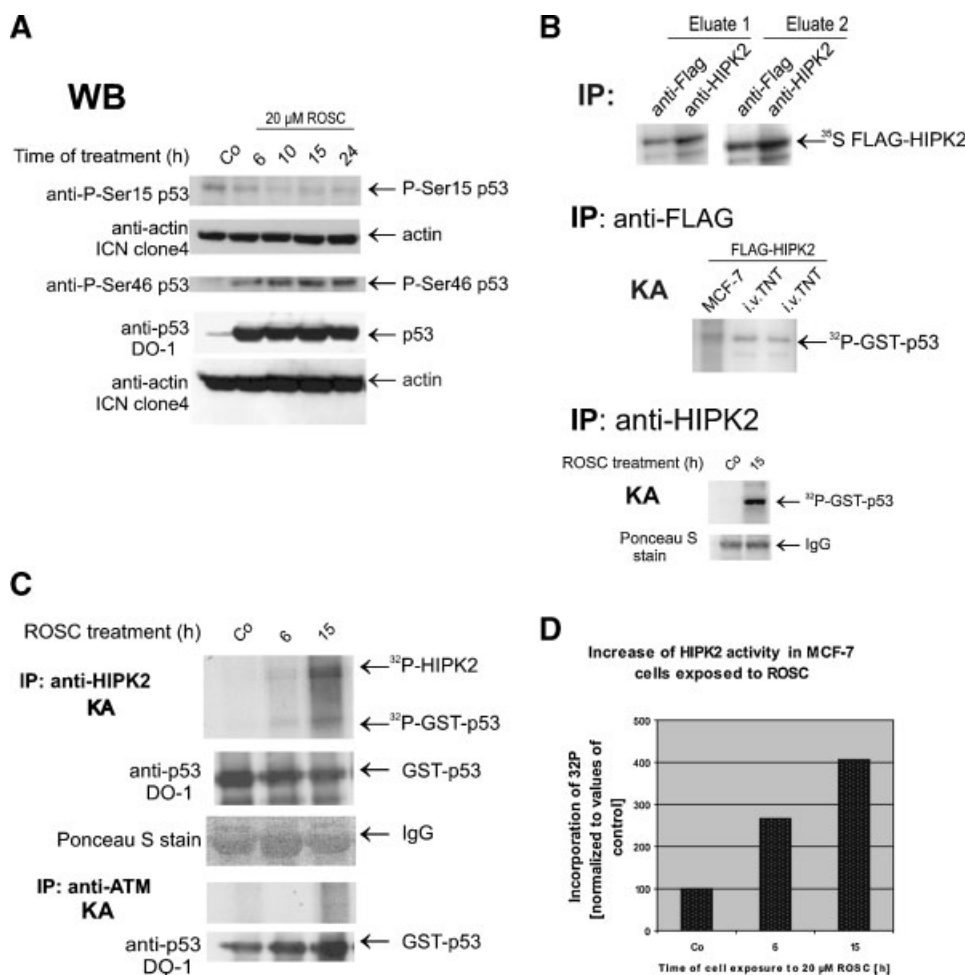 A
WB
20 µM ROSC
Time of treatment (h) Co 6 10 15 24
anti-P-Ser15 p53 P-Ser15 p53
anti-actin
ICN clone4 actin
anti-P-Ser46 p53 P-Ser46 p53
anti-p53
DO-1 p53
anti-actin
ICN clone4 actin
B
Eluate 1 Eluate 2
IP: anti-Flag anti-HIPK2 anti-Flag anti-HIPK2
35S FLAG-HIPK2
IP: anti-FLAG
FLAG-HIPK2
KA MCF-7 i.v.TNT i.v.TNT
32P-GST-p53
IP: anti-HIPK2
ROSC treatment (h) Co 15
KA 32P-GST-p53
Ponceau S
stain IgG
C
ROSC treatment (h) Co 6 15
IP: anti-HIPK2
KA
32P-HIPK2
32P-GST-p53
anti-p53
DO-1 GST-p53
Ponceau S stain IgG
IP: anti-ATM
KA
anti-p53
DO-1 GST-p53
D
Increase of HIPK2 activity in MCF-7
cells exposed to ROSC
Incorporation of 32P
[normalized to values of
control]
500
400
300
200
100
0
Co 6 15
Time of cell exposure to 20 µM ROSC [h]